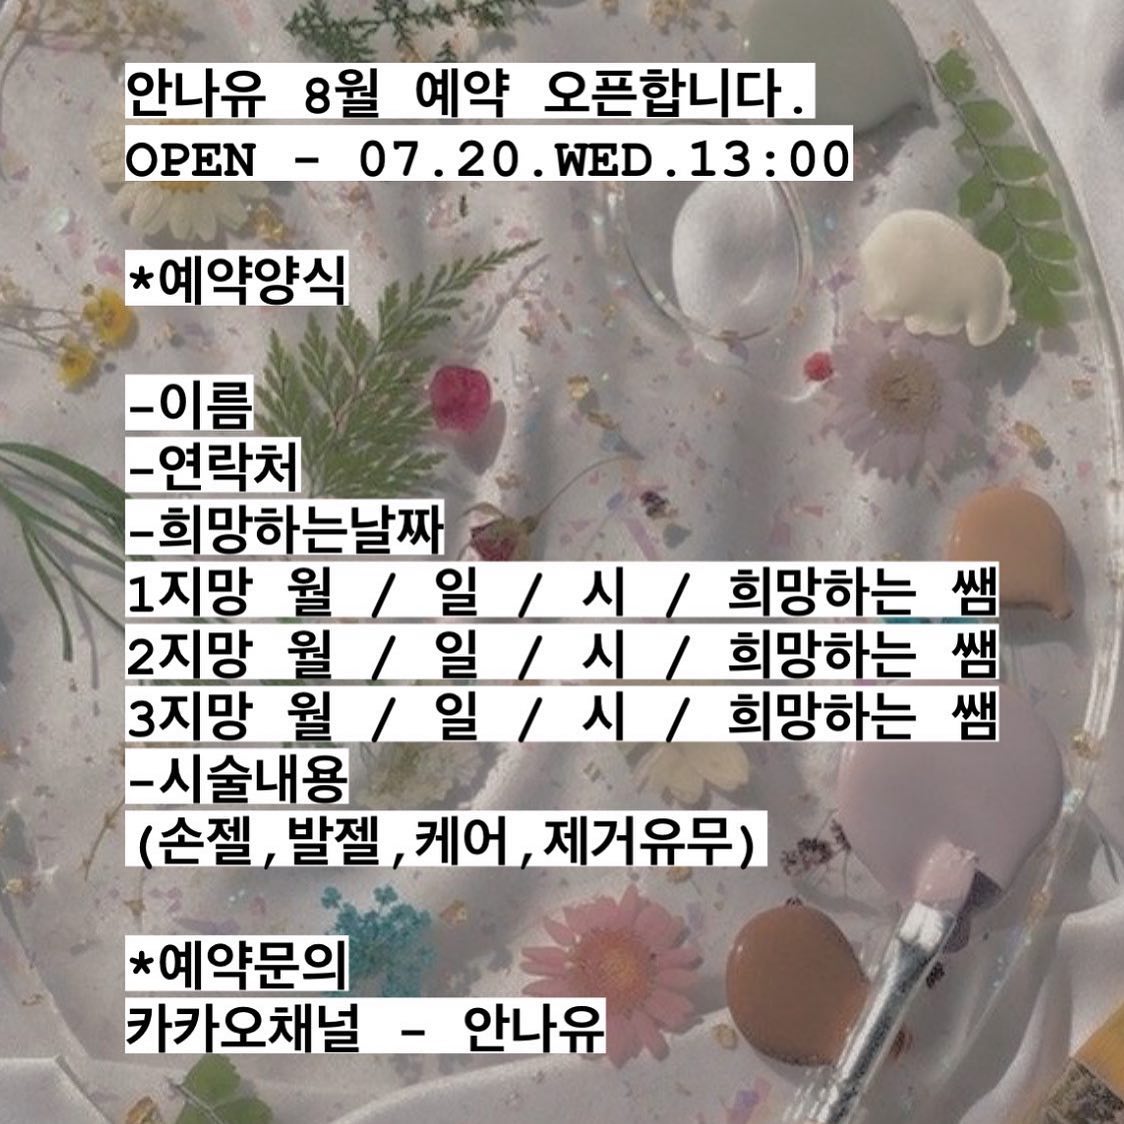 안나유 8월 예약 오픈합니다.
OPEN - 07.20.WED.13:00
*예약양식
-이름
-연락처
-희망하는날짜
1지망 월 / 일 / 시 / 희망하는 쌤
2지망 월 / 일 / 시 / 희망하는 쌤
3지망 월 / 일 / 시 / 희망하는 쌤
-시술내용
(손젤,발젤,케어,제거유무)
*예약문의
카카오채널 - 안나유